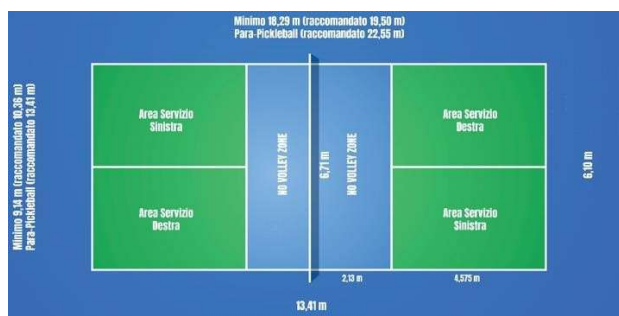 Minimo 18,29 m (raccomandato 19,50 m)
Para-Pickleball (raccomandato 22,55 m)
Minimo 9,14 m (raccomandato 10,36 m)
Para-Pickleball (raccomandato 13,41 m)
Area Servizio
Sinistra
Area Servizio
Destra
NO VOLLEY ZONE
6,71 m
NO VOLLEY ZONE
Area Servizio
Destra
Area Servizio
Sinistra
6,10 m
2,13 m
4,575 m
13,41 m